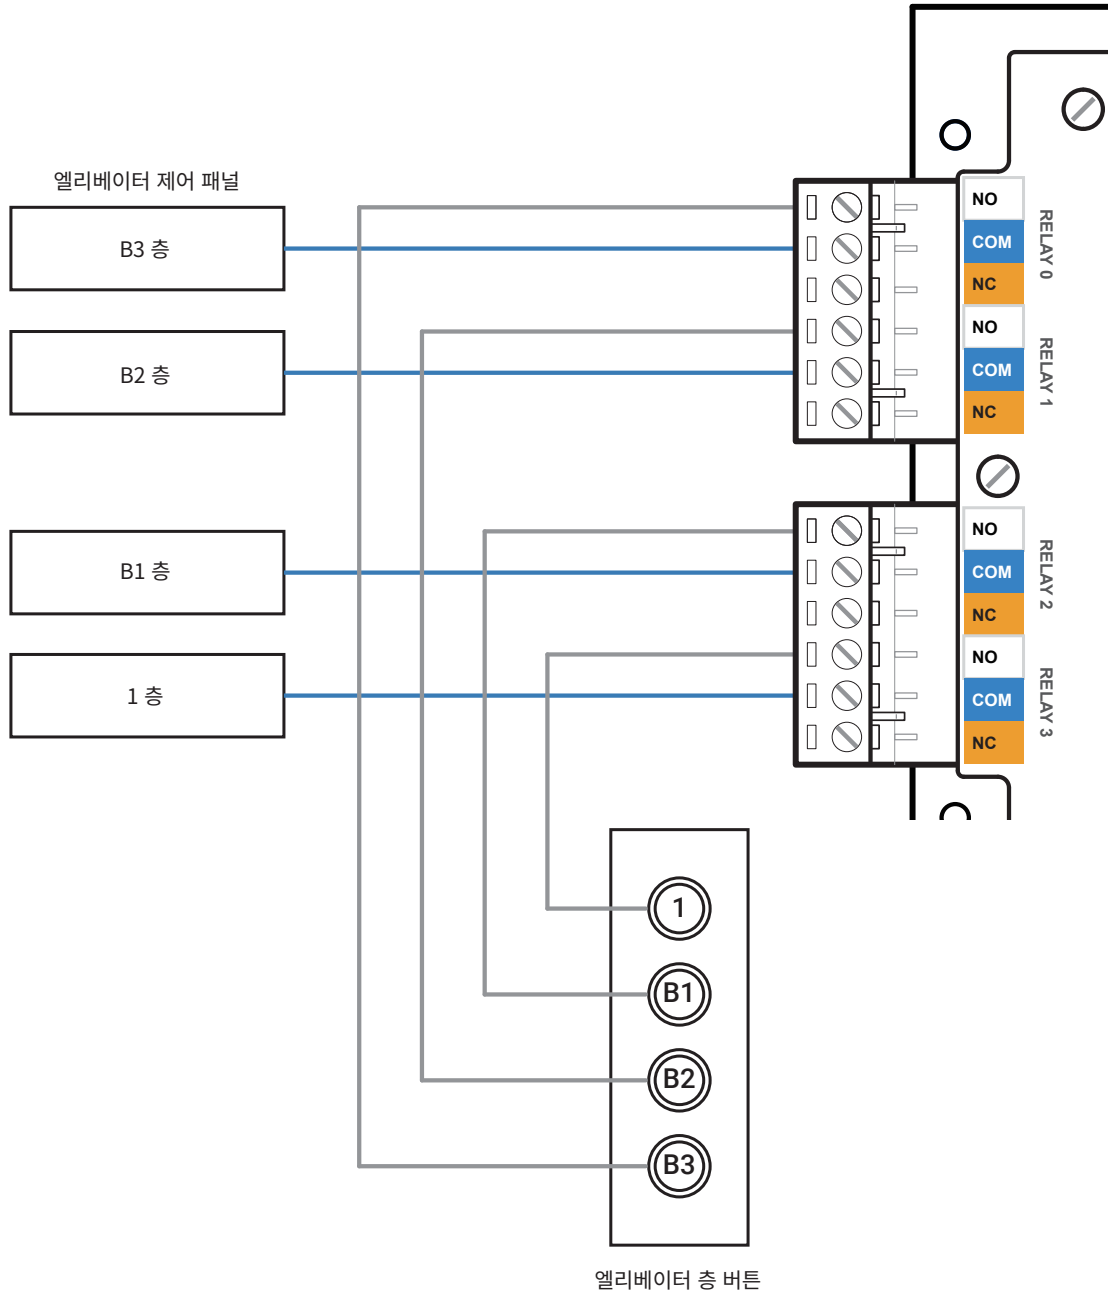 엘리베이터 제어 패널
B3 층
B2 층
B1 층
1 층
NO
COM
NC
RELAY 0
NO
COM
NC
RELAY 1
NO
COM
NC
RELAY 2
NO
COM
NC
RELAY 3
1
B1
B2
B3
엘리베이터 층 버튼